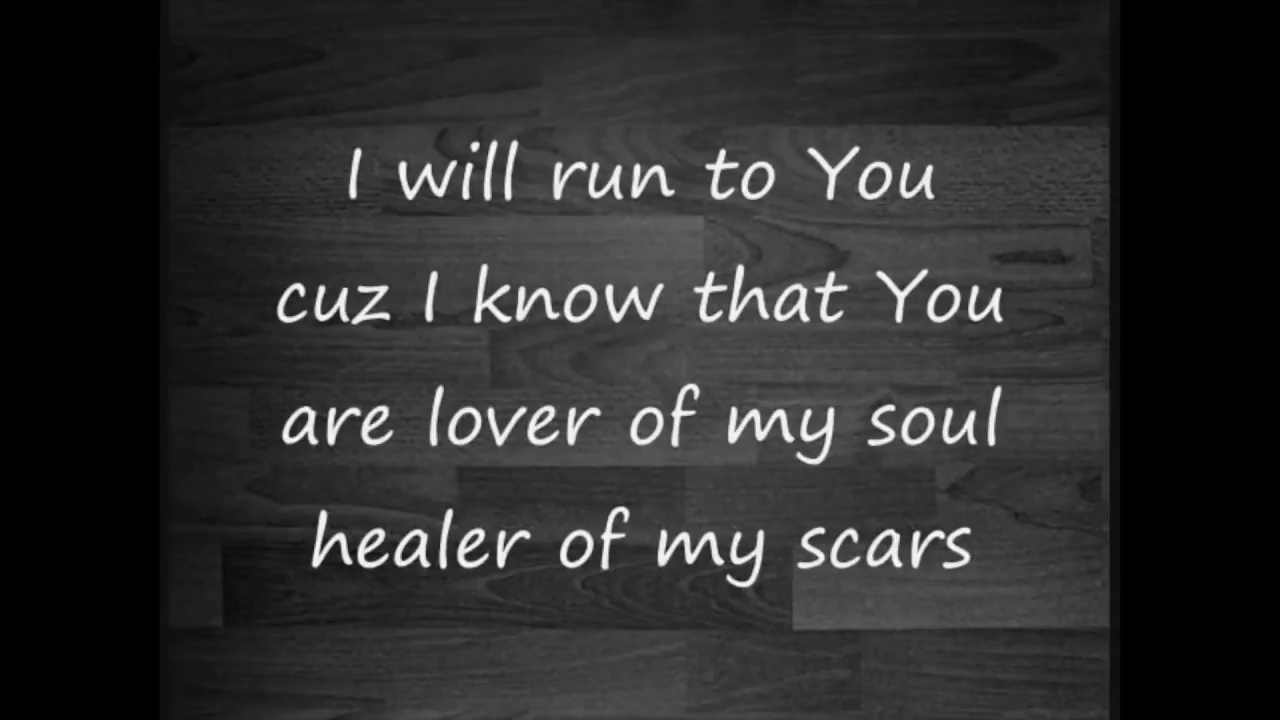 I will run to You
cuz I know that You
are lover of my soul
healer of my scars